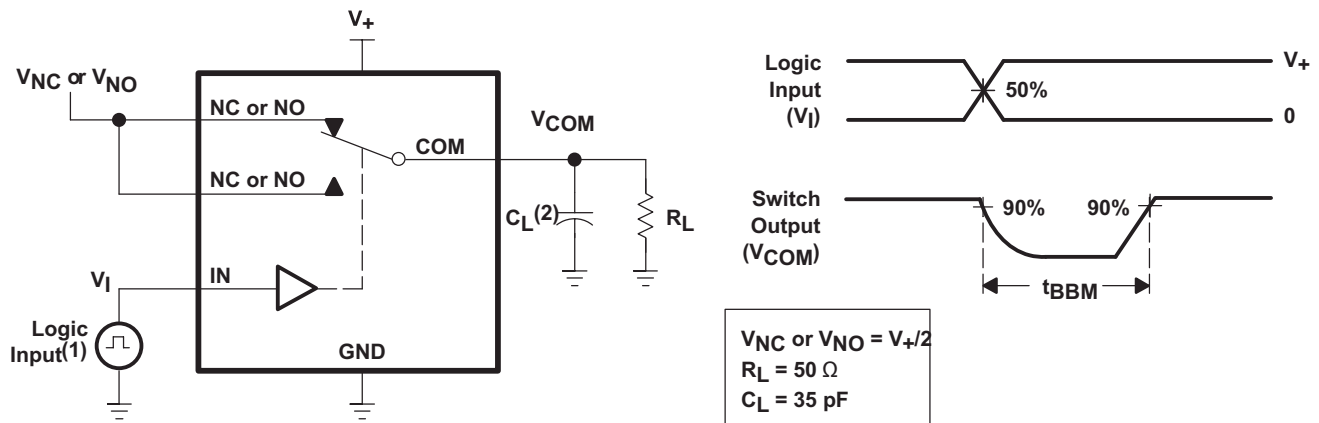 V+
VNC or VNO
NC or NO
VCOM
COM
NC or NO
CL(2)
RL
VI
IN
Logic
Input(1)
GND
Logic
Input
(VI)
50%
V+
0
Switch
Output
(VCOM)
90%
90%
tBBM
VNC or VNO = V+/2
RL = 50 Ω
CL = 35 pF